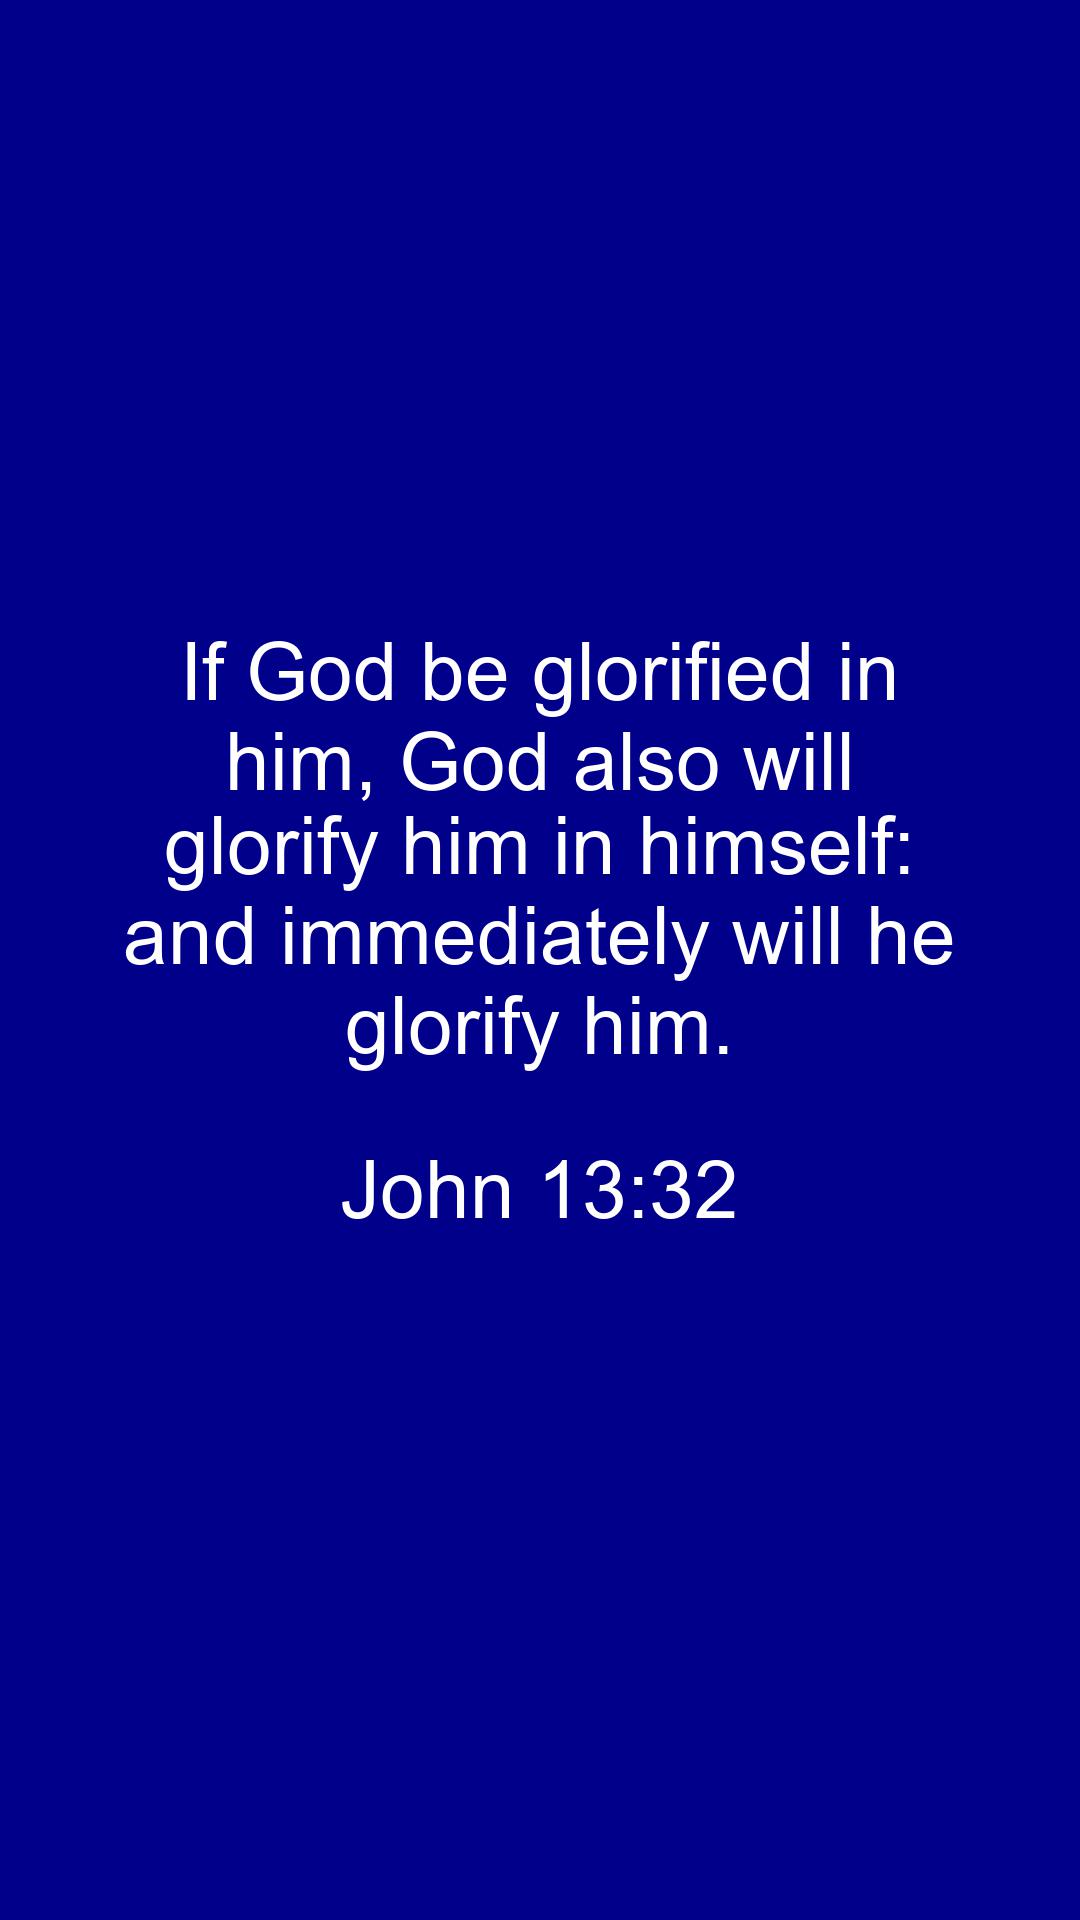 If God be glorified in
him, God also will
glorify him in himself:
and immediately will he
glorify him.
John 13:32